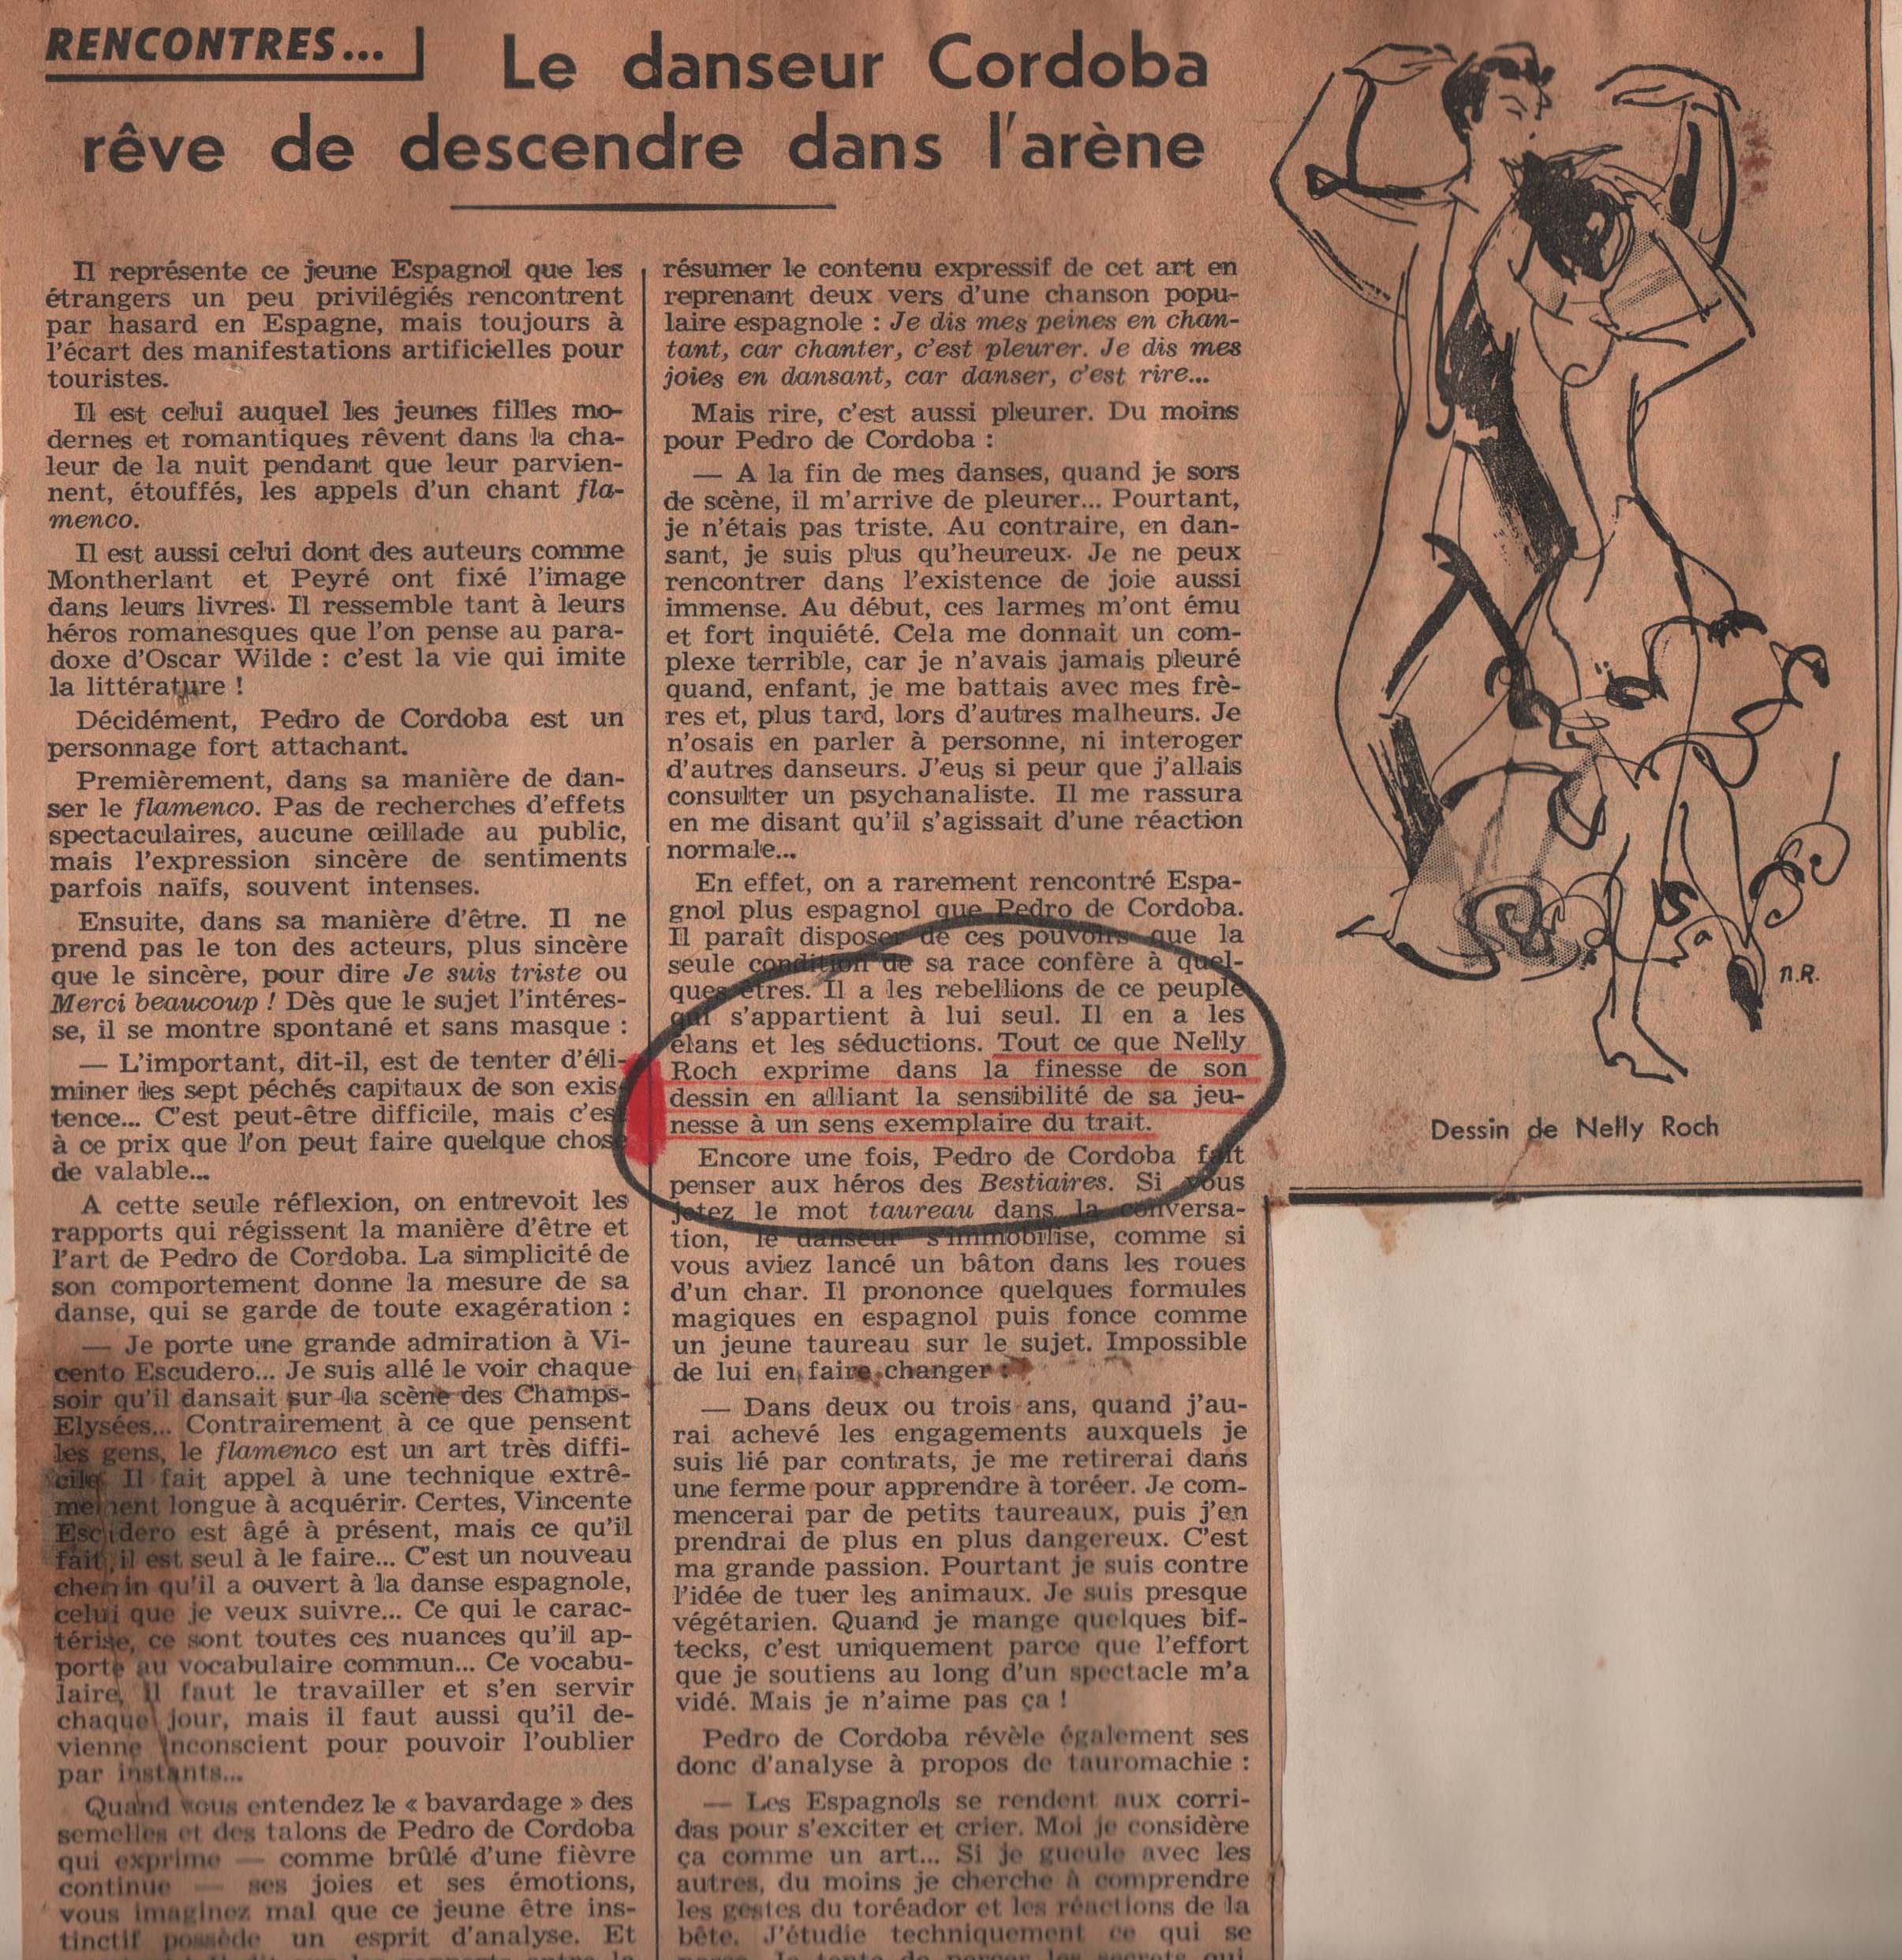 RENCONTRES...
Le danseur Cordoba
rêve de descendre dans l'arène
Il représente ce jeune Espagnol que les
étrangers un peu privilégiés rencontrent
par hasard en Espagne, mais toujours à
l'écart des manifestations artificielles pour
touristes.
Il est celui auquel les jeunes filles mo-
dernes et romantiques rêvent dans la cha-
leur de la nuit pendant que leur parvien-
nent, étouffés, les appels d'un chant fla-
menco.
Il est aussi celui dont des auteurs comme
Montherlant et Peyré ont fixé l'image
dans leurs livres. Il ressemble tant à leurs
héros romanesques que l'on pense au para-
doxe d'Oscar Wilde : c'est la vie qui imite
la littérature !
Décidément, Pedro de Cordoba est un
personnage fort attachant.
Premièrement, dans sa manière de dan-
ser le flamenco. Pas de recherches d'effets
spectaculaires, aucune œillade au public,
mais l'expression sincère de sentiments
parfois naïfs, souvent intenses.
Ensuite, dans sa manière d'être. Il ne
prend pas le ton des acteurs, plus sincère
que le sincère, pour dire Je suis triste ou
Merci beaucoup ! Dès que le sujet l'intéres-
se, il se montre spontané et sans masque :
— L'important, dit-il, est de tenter d'éli-
miner les sept péchés capitaux de son exis-
tence... C'est peut-être difficile, mais c'est
à ce prix que l'on peut faire quelque chose
de valable...
A cette seule réflexion, on entrevoit les
rapports qui régissent la manière d'être et
l'art de Pedro de Cordoba. La simplicité de
son comportement donne la mesure de sa
danse, qui se garde de toute exagération :
— Je porte une grande admiration à Vi-
cento Escudero... Je suis allé le voir chaque
soir qu'il dansait sur la scène des Champs-
Elysées... Contrairement à ce que pensent
les gens, le flamenco est un art très diffi-
cile. Il fait appel à une technique extrê-
mement longue à acquérir. Certes, Vincente
Escudero est âgé à présent, mais ce qu'il
fait, il est seul à le faire... C'est un nouveau
chemin qu'il a ouvert à la danse espagnole,
celui que je veux suivre... Ce qui le carac-
térise, ce sont toutes ces nuances qu'il ap-
porte au vocabulaire commun... Ce vocabu-
laire, il faut le travailler et s'en servir
chaque jour, mais il faut aussi qu'il de-
vienne inconscient pour pouvoir l'oublier
par instants...
Quand vous entendez le « bavardage » des
semelles et des talons de Pedro de Cordoba
qui exprime — comme brûlé d'une fièvre
continue — ses joies et ses émotions,
vous imaginez mal que ce jeune être ins-
tinctif possède un esprit d'analyse. Et
résumer le contenu expressif de cet art en
reprenant deux vers d'une chanson popu-
laire espagnole : Je dis mes peines en chan-
tant, car chanter, c'est pleurer. Je dis mes
joies en dansant, car danser, c'est rire...
Mais rire, c'est aussi pleurer. Du moins
pour Pedro de Cordoba :
— A la fin de mes danses, quand je sors
de scène, il m'arrive de pleurer... Pourtant,
je n'étais pas triste. Au contraire, en dan-
sant, je suis plus qu'heureux. Je ne peux
rencontrer dans l'existence de joie aussi
immense. Au début, ces larmes m'ont ému
et fort inquiété. Cela me donnait un com-
plexe terrible, car je n'avais jamais pleuré
quand, enfant, je me battais avec mes frè-
res et, plus tard, lors d'autres malheurs. Je
n'osais en parler à personne, ni interoger
d'autres danseurs. J'eus si peur que j'allais
consulter un psychanaliste. Il me rassura
en me disant qu'il s'agissait d'une réaction
normale...
En effet, on a rarement rencontré Espa-
gnol plus espagnol que Pedro de Cordoba.
Il paraît disposer de ces pouvoirs que la
seule condition de sa race confère à quel-
ques êtres. Il a les rebellions de ce peuple
qui s'appartient à lui seul. Il en a les
élans et les séductions. Tout ce que Nelly
Roch exprime dans la finesse de son
dessin en alliant la sensibilité de sa jeu-
nesse à un sens exemplaire du trait.
Encore une fois, Pedro de Cordoba fait
penser aux héros des Bestiaires. Si vous
jetez le mot taureau dans la conversa-
tion, le danseur s'immobilise, comme si
vous aviez lancé un bâton dans les roues
d'un char. Il prononce quelques formules
magiques en espagnol puis fonce comme
un jeune taureau sur le sujet. Impossible
de lui en faire changer :
— Dans deux ou trois ans, quand j'au-
rai achevé les engagements auxquels je
suis lié par contrats, je me retirerai dans
une ferme pour apprendre à toréer. Je com-
mencerai par de petits taureaux, puis j'en
prendrai de plus en plus dangereux. C'est
ma grande passion. Pourtant je suis contre
l'idée de tuer les animaux. Je suis presque
végétarien. Quand je mange quelques bif-
tecks, c'est uniquement parce que l'effort
que je soutiens au long d'un spectacle m'a
vidé. Mais je n'aime pas ça !
Pedro de Cordoba révèle également ses
donc d'analyse à propos de tauromachie :
— Les Espagnols se rendent aux corri-
das pour s'exciter et crier. Moi je considère
ça comme un art... Si je gueule avec les
autres, du moins je cherche à comprendre
les gestes du toréador et les réactions de la
bête. J'étudie techniquement ce qui se
N.R.
Dessin de Nelly Roch